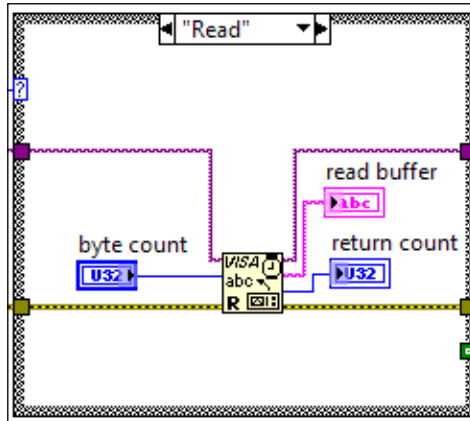 "Read"
?
read buffer
abc
byte count
return count
U32
VISA
abc
R
U32